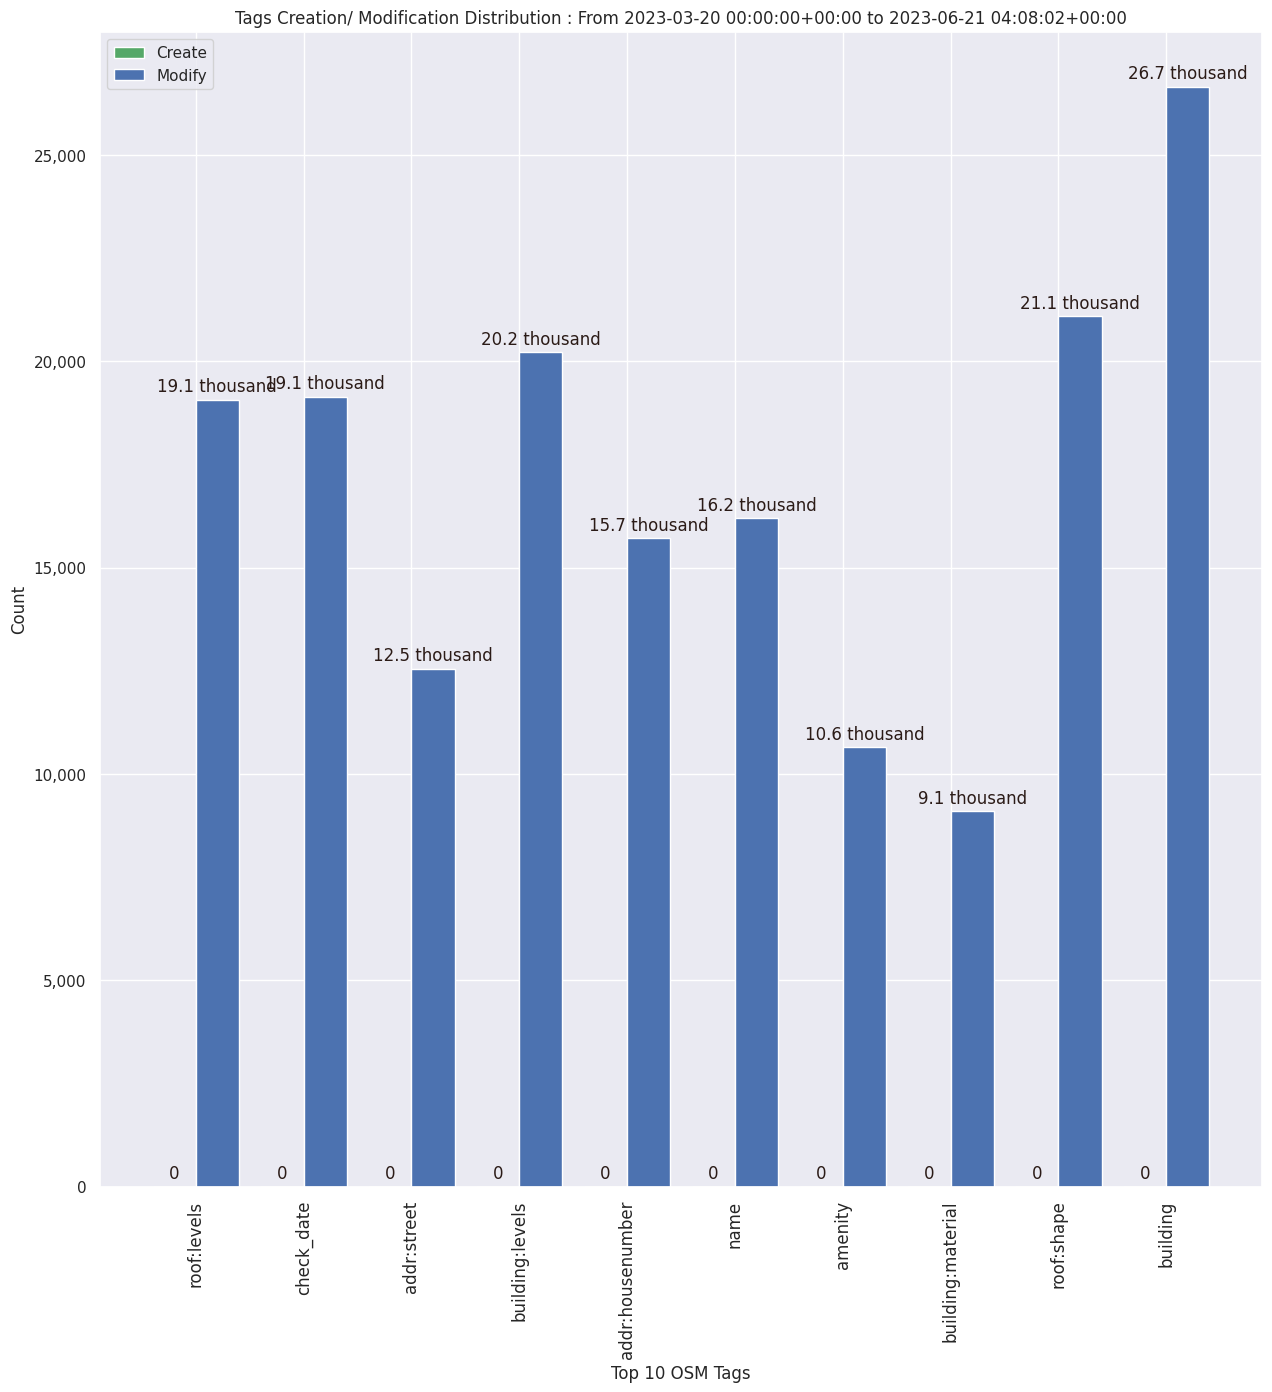 Tags Creation/ Modification Distribution : From 2023-03-20 00:00:00+00:00 to 2023-06-21 04:08:02+00:00
Create
Modify
26.7 thousand
25,000
21.1 thousand
20.2 thousand
20,000
19.1 thousand
19.1 thousand
16.2 thousand
15.7 thousand
15,000
Count
12.5 thousand
10.6 thousand
10,000
9.1 thousand
5,000
0 0 0 0 0 0 0 0 0 0
0
roof:levels
check_date
addr:street
building:levels
addr:housenumber
name
amenity
building:material
roof:shape
building
Top 10 OSM Tags